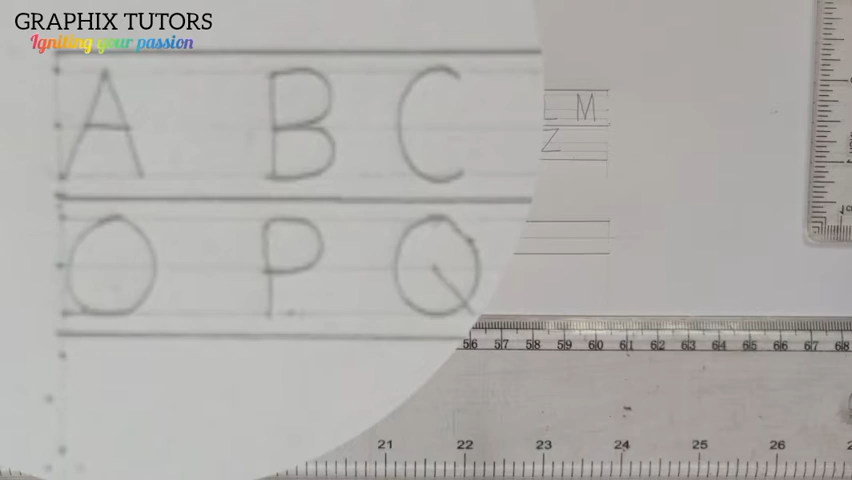 GRAPHIX TUTORS
Igniting your passion
A B C
L M
O P Q
Z
56 57 58 59 60 61 62 63 64 65 66 67 68
21 22 23 24 25 26